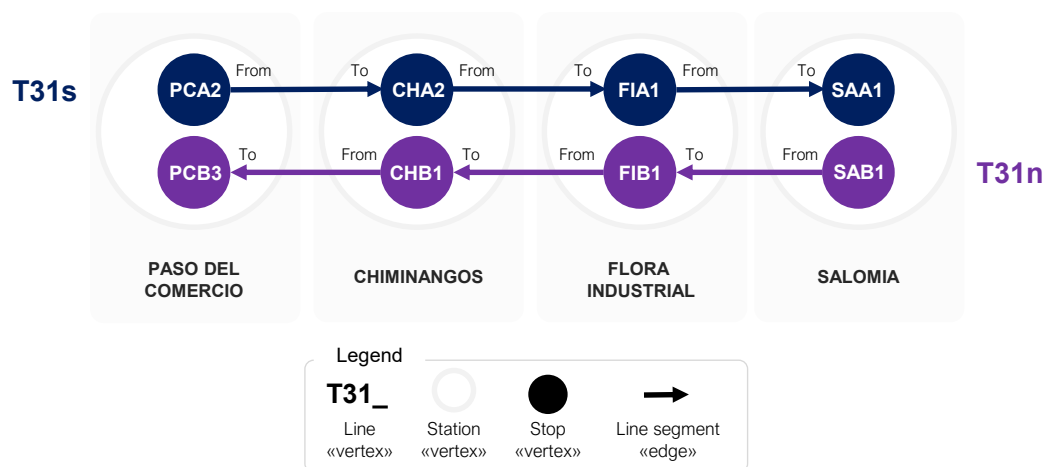 T31s
PCA2 From To CHA2 From To FIA1 From To SAA1
PCB3 To From CHB1 To From FIB1 To From SAB1
T31n
PASO DEL
COMERCIO
CHIMINANGOS
FLORA
INDUSTRIAL
SALOMIA
Legend
T31_
Line
«vertex»
Station
«vertex»
Stop
«vertex»
Line segment
«edge»